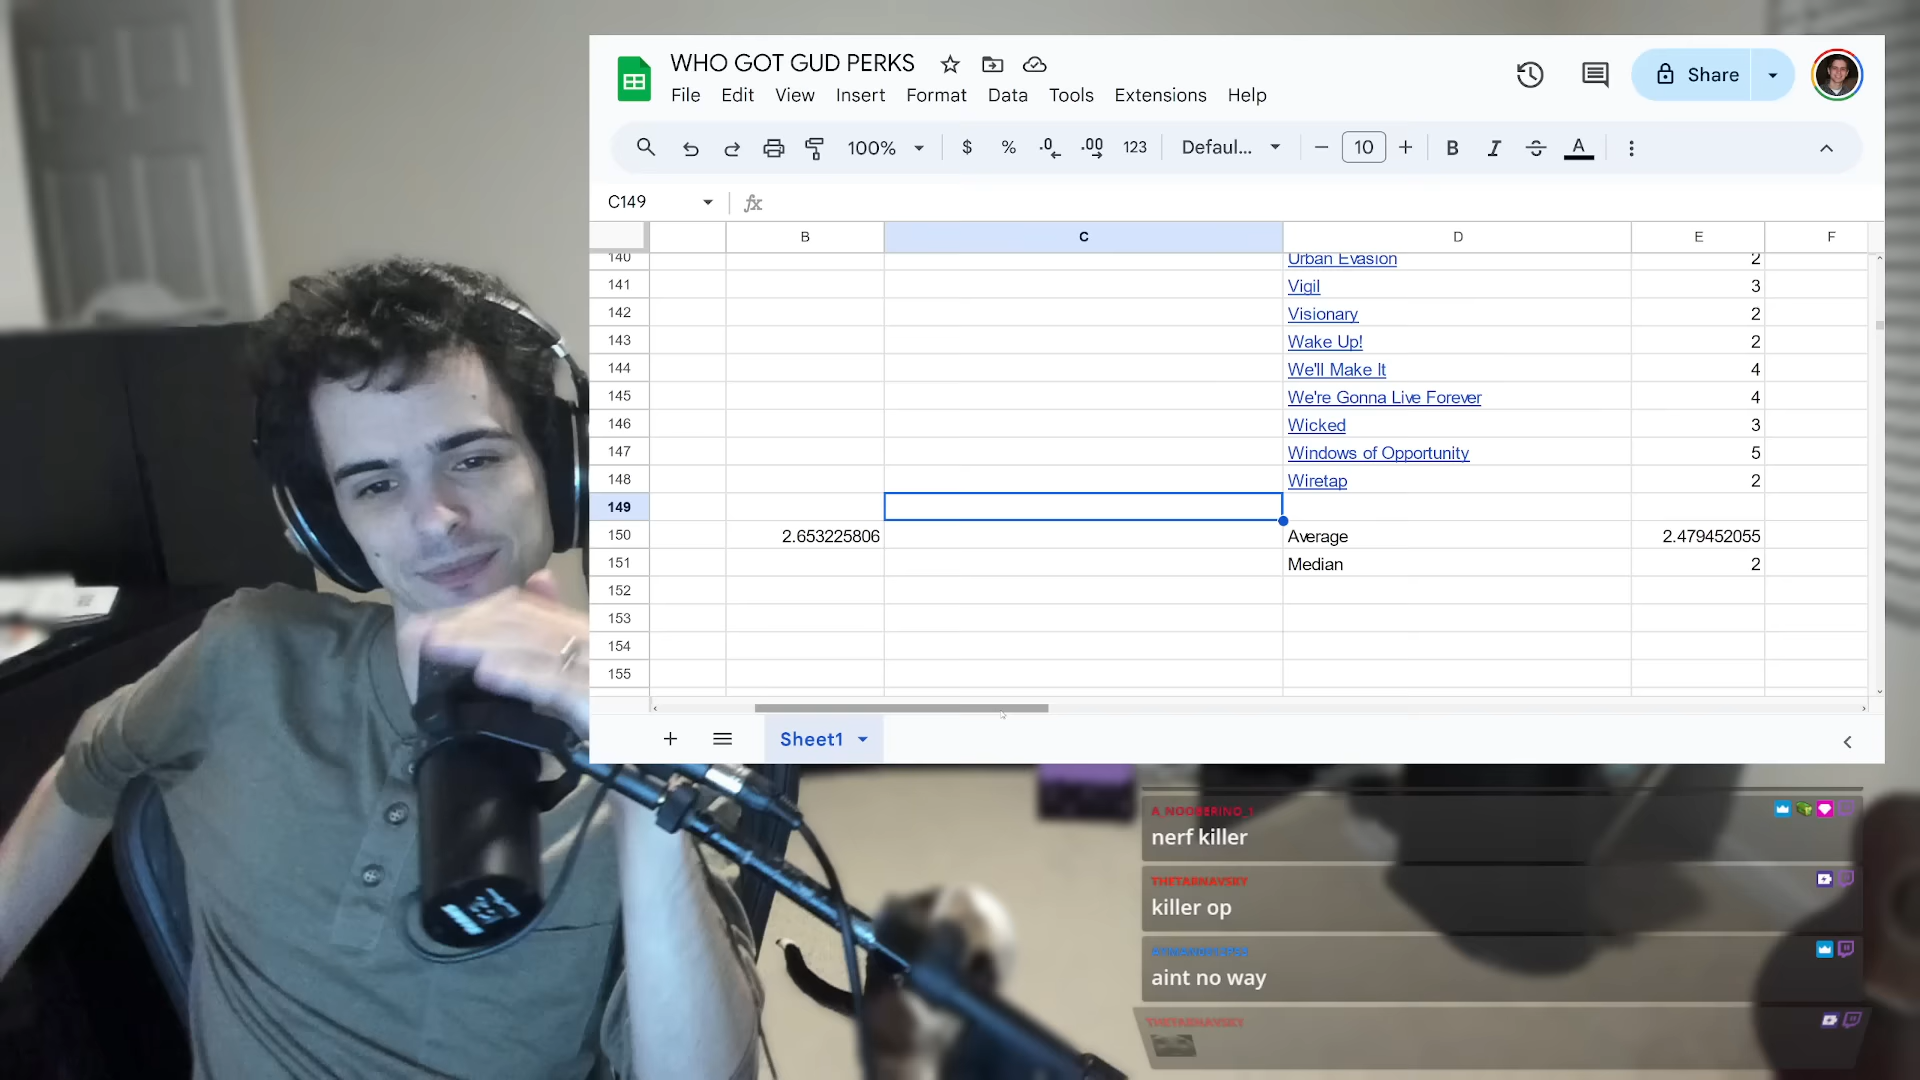 WHO GOT GUD PERKS
File Edit View Insert Format Data Tools Extensions Help
Share
100% $ % .0 .00 123 Defaul... 10 B I S A
C149 fx
B C D E F
140 Urban Evasion 2
141 Vigil 3
142 Visionary 2
143 Wake Up! 2
144 We'll Make It 4
145 We're Gonna Live Forever 4
146 Wicked 3
147 Windows of Opportunity 5
148 Wiretap 2
149
150 2.653225806 Average 2.479452055
151 Median 2
152
153
154
155
Sheet1
A_NOOBERINO_1
nerf killer
THETARNAVSKY
killer op
aint no way
THETARNAVSKY